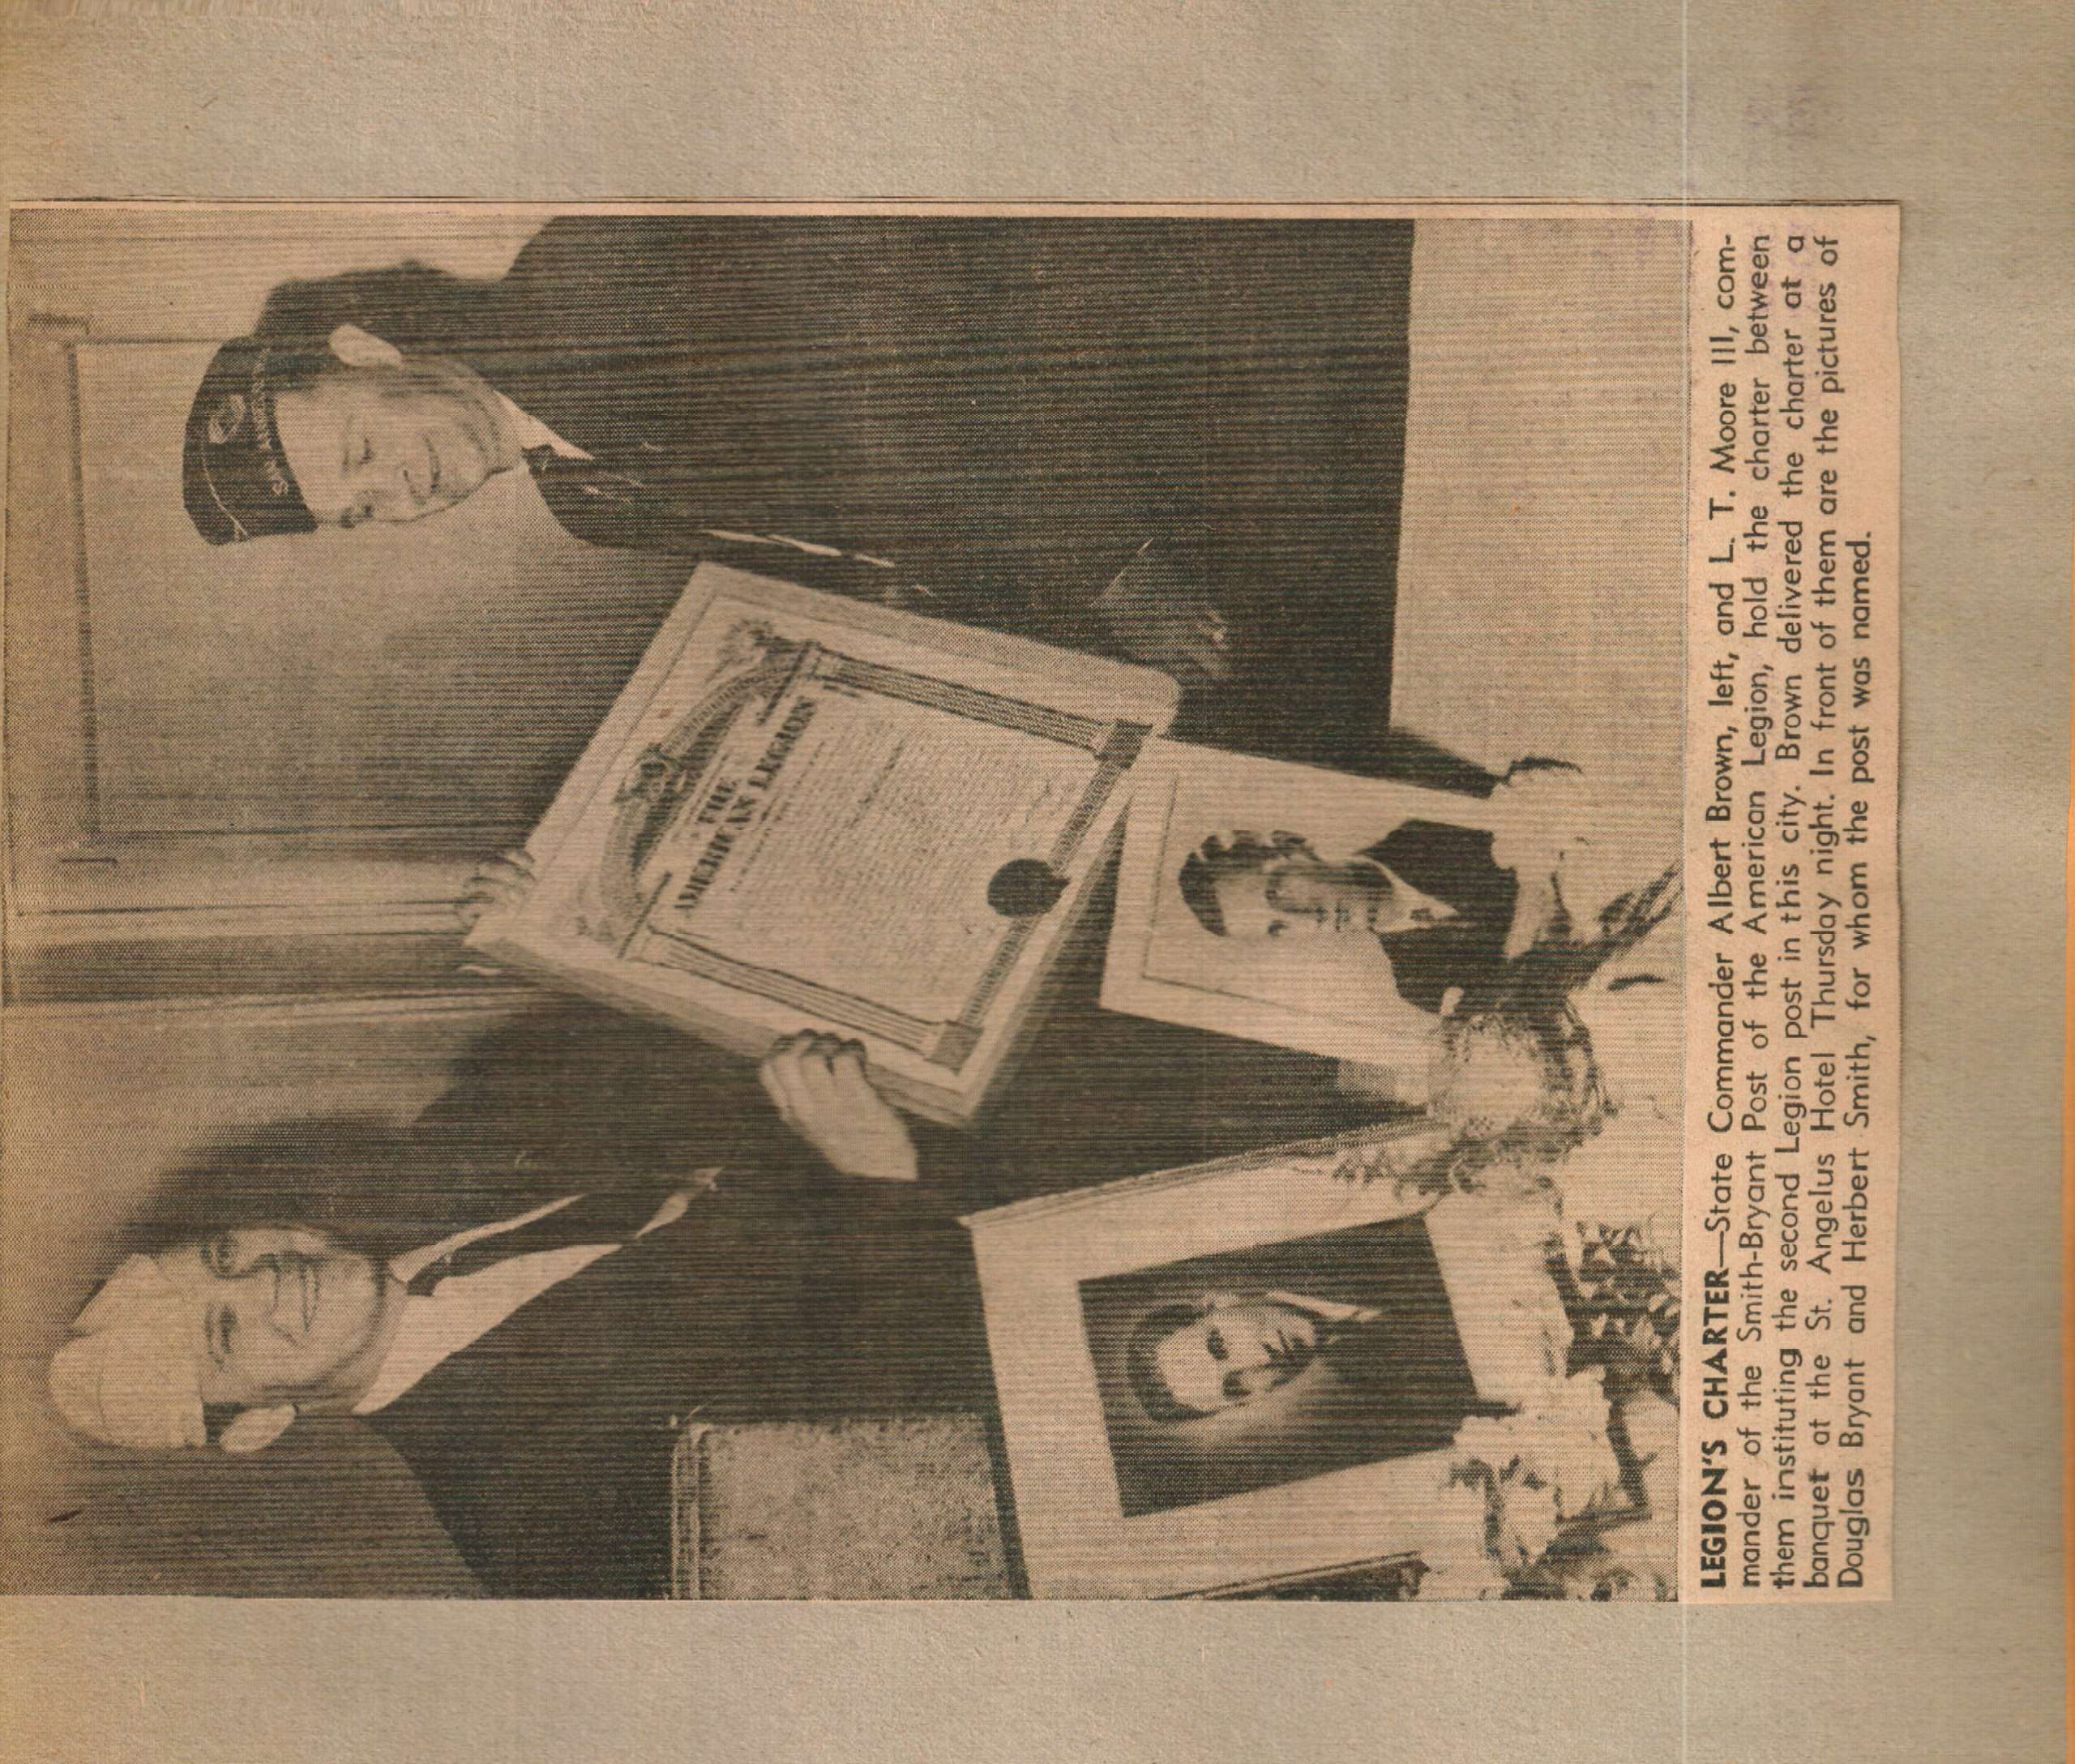 SAN
THE
AMERICAN LEGION
LEGION'S CHARTER—State Commander Albert Brown, left, and L. T. Moore III, com-
mander of the Smith-Bryant Post of the American Legion, hold the charter between
them instituting the second Legion post in this city. Brown delivered the charter at a
banquet at the St. Angelus Hotel Thursday night. In front of them are the pictures of
Douglas Bryant and Herbert Smith, for whom the post was named.